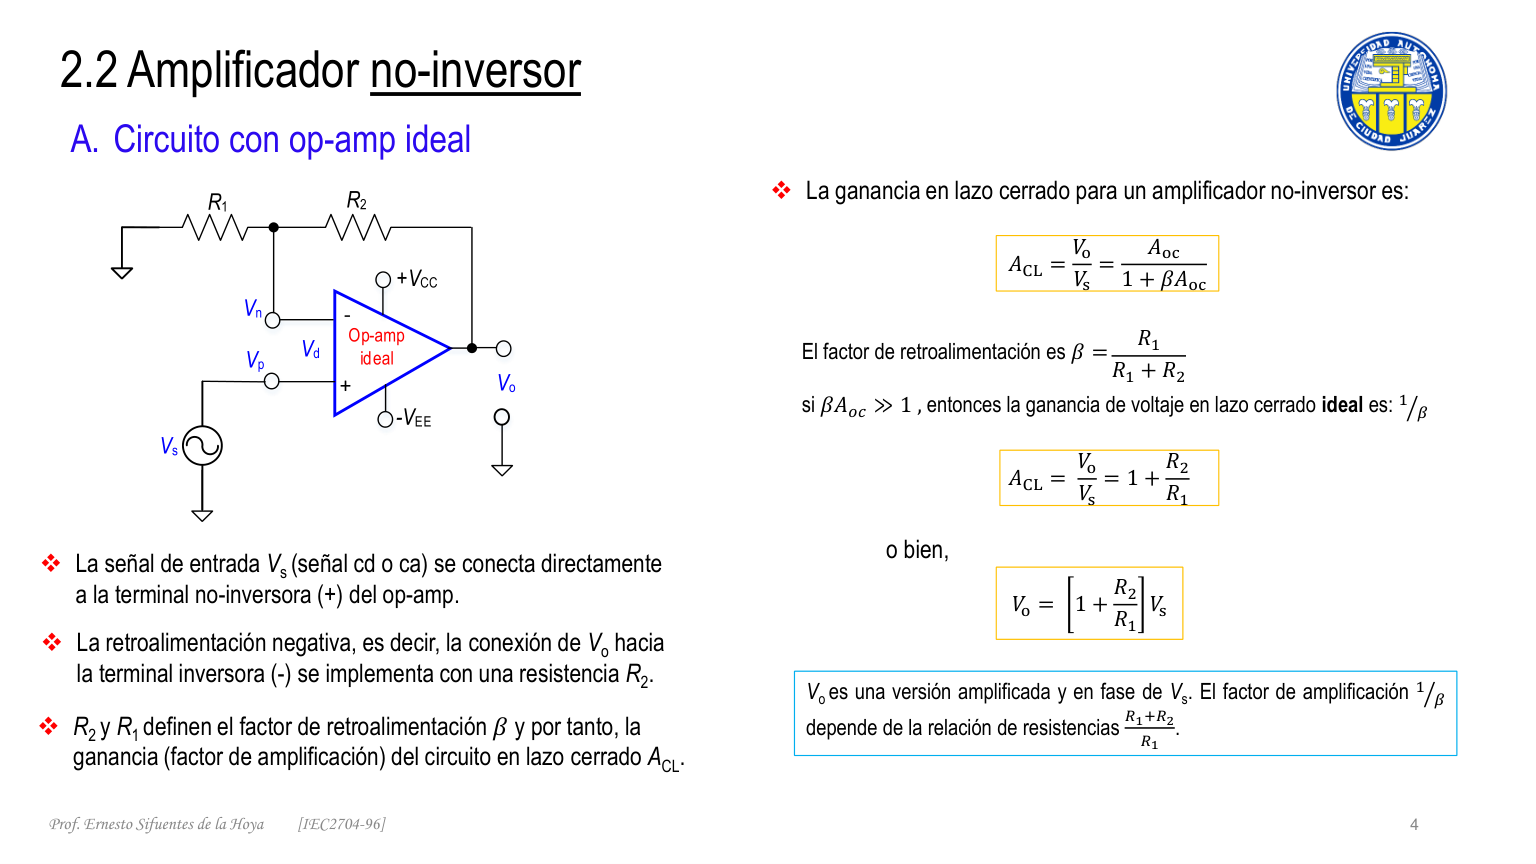 2.2 Amplificador no-inversor
A. Circuito con op-amp ideal
UNIVERSIDAD AUTONOMA
DE CIUDAD JUAREZ
R1
R2
+VCC
Vn
-
Op-amp
ideal
Vd
Vp
+
Vo
-VEE
Vs
❖ La señal de entrada Vs (señal cd o ca) se conecta directamente
a la terminal no-inversora (+) del op-amp.
❖ La retroalimentación negativa, es decir, la conexión de Vo hacia
la terminal inversora (-) se implementa con una resistencia R2.
❖ R2 y R1 definen el factor de retroalimentación β y por tanto, la
ganancia (factor de amplificación) del circuito en lazo cerrado ACL.
❖ La ganancia en lazo cerrado para un amplificador no-inversor es:
ACL = Vo/Vs = Aoc/(1 + βAoc)
El factor de retroalimentación es β = R1/(R1 + R2)
si βAoc ≫ 1 , entonces la ganancia de voltaje en lazo cerrado ideal es: 1/β
ACL = Vo/Vs = 1 + R2/R1
o bien,
Vo = [1 + R2/R1] Vs
Vo es una versión amplificada y en fase de Vs. El factor de amplificación 1/β
depende de la relación de resistencias (R1+R2)/R1.
Prof. Ernesto Sifuentes de la Hoya [IEC2704-96]
4